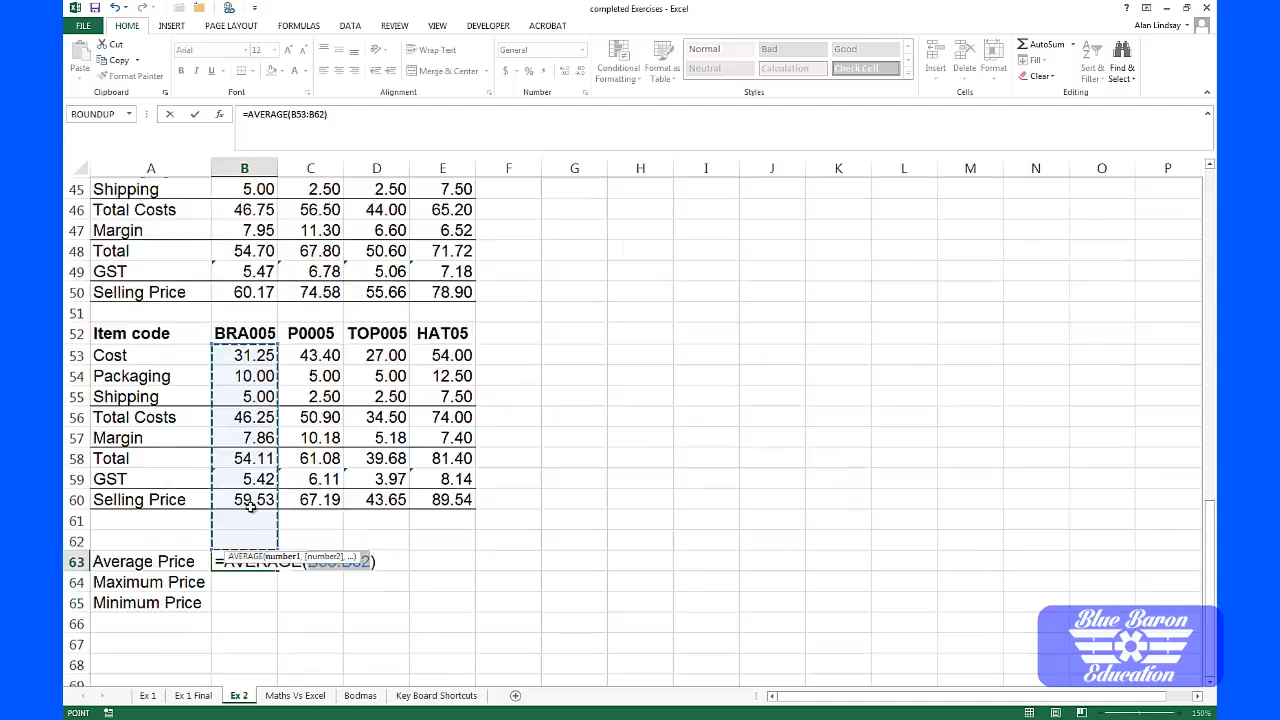 completed Exercises - Excel
FILE HOME INSERT PAGE LAYOUT FORMULAS DATA REVIEW VIEW DEVELOPER ACROBAT Alan Lindsay
Paste Cut Copy Format Painter Clipboard
Arial 12 B I U Font
Wrap Text Merge & Center Alignment
General $ % , Number
Conditional Formatting Format as Table Normal Bad Good Neutral Calculation Check Cell Styles
Insert Delete Format Cells
AutoSum Fill Clear Sort & Filter Find & Select Editing
ROUNDUP =AVERAGE(B53:B62)
A B C D E F G H I J K L M N O P
45 Shipping 5.00 2.50 2.50 7.50
46 Total Costs 46.75 56.50 44.00 65.20
47 Margin 7.95 11.30 6.60 6.52
48 Total 54.70 67.80 50.60 71.72
49 GST 5.47 6.78 5.06 7.18
50 Selling Price 60.17 74.58 55.66 78.90
51
52 Item code BRA005 P0005 TOP005 HAT05
53 Cost 31.25 43.40 27.00 54.00
54 Packaging 10.00 5.00 5.00 12.50
55 Shipping 5.00 2.50 2.50 7.50
56 Total Costs 46.25 50.90 34.50 74.00
57 Margin 7.86 10.18 5.18 7.40
58 Total 54.11 61.08 39.68 81.40
59 GST 5.42 6.11 3.97 8.14
60 Selling Price 59.53 67.19 43.65 89.54
61
62
AVERAGE(number1, [number2], ...)
63 Average Price =AVERAGE(B53:B62)
64 Maximum Price
65 Minimum Price
66
67
68
69
Blue Baron
Education
Ex 1 Ex 1 Final Ex 2 Maths Vs Excel Bodmas Key Board Shortcuts
POINT 150%